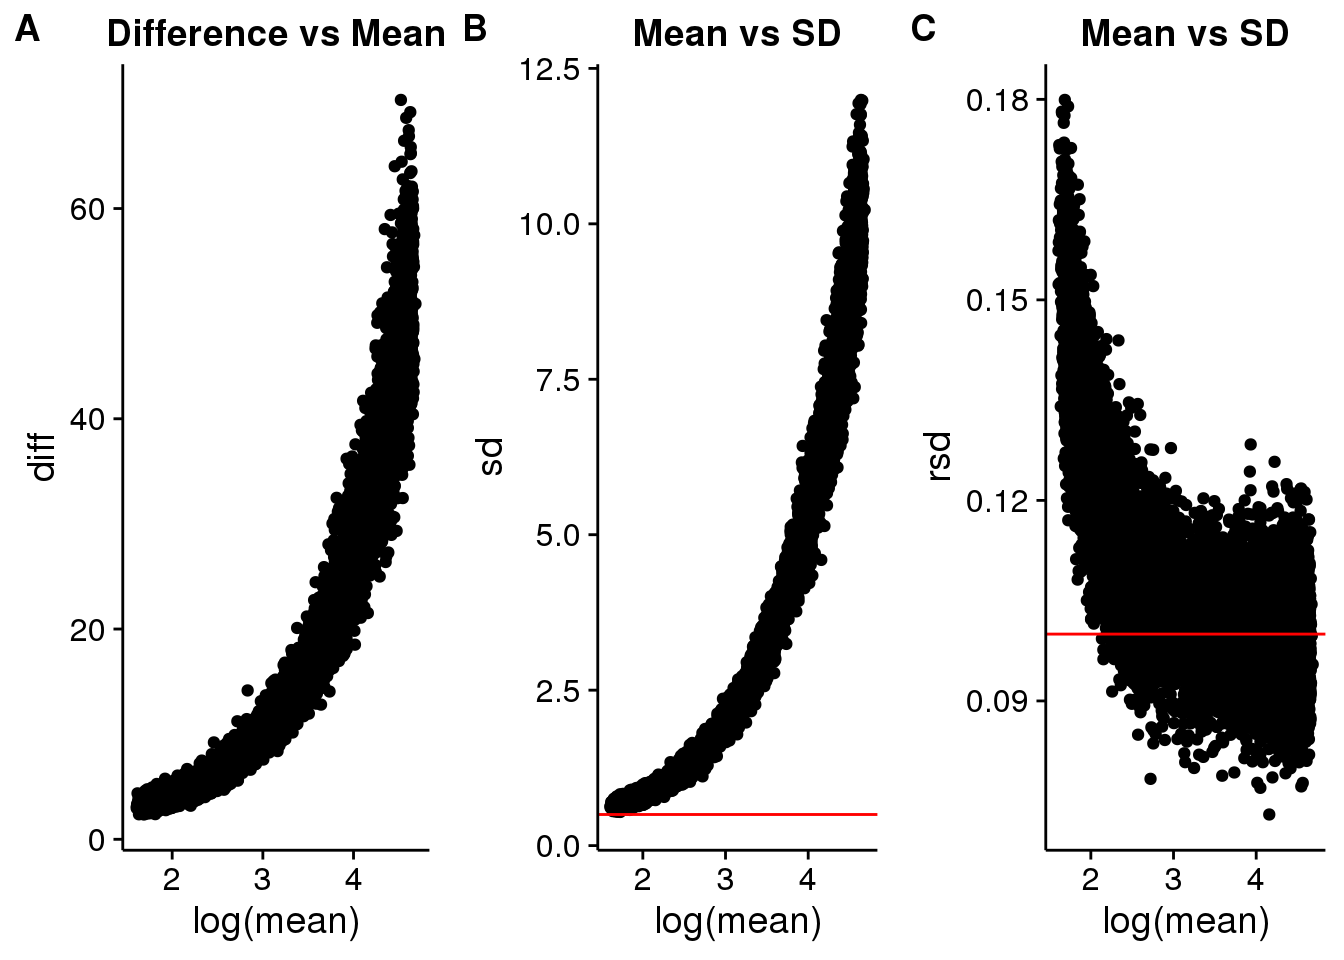 A
Difference vs Mean
diff
60
40
20
0
2 3 4
log(mean)
B
Mean vs SD
sd
12.5
10.0
7.5
5.0
2.5
0.0
2 3 4
log(mean)
C
Mean vs SD
rsd
0.18
0.15
0.12
0.09
2 3 4
log(mean)